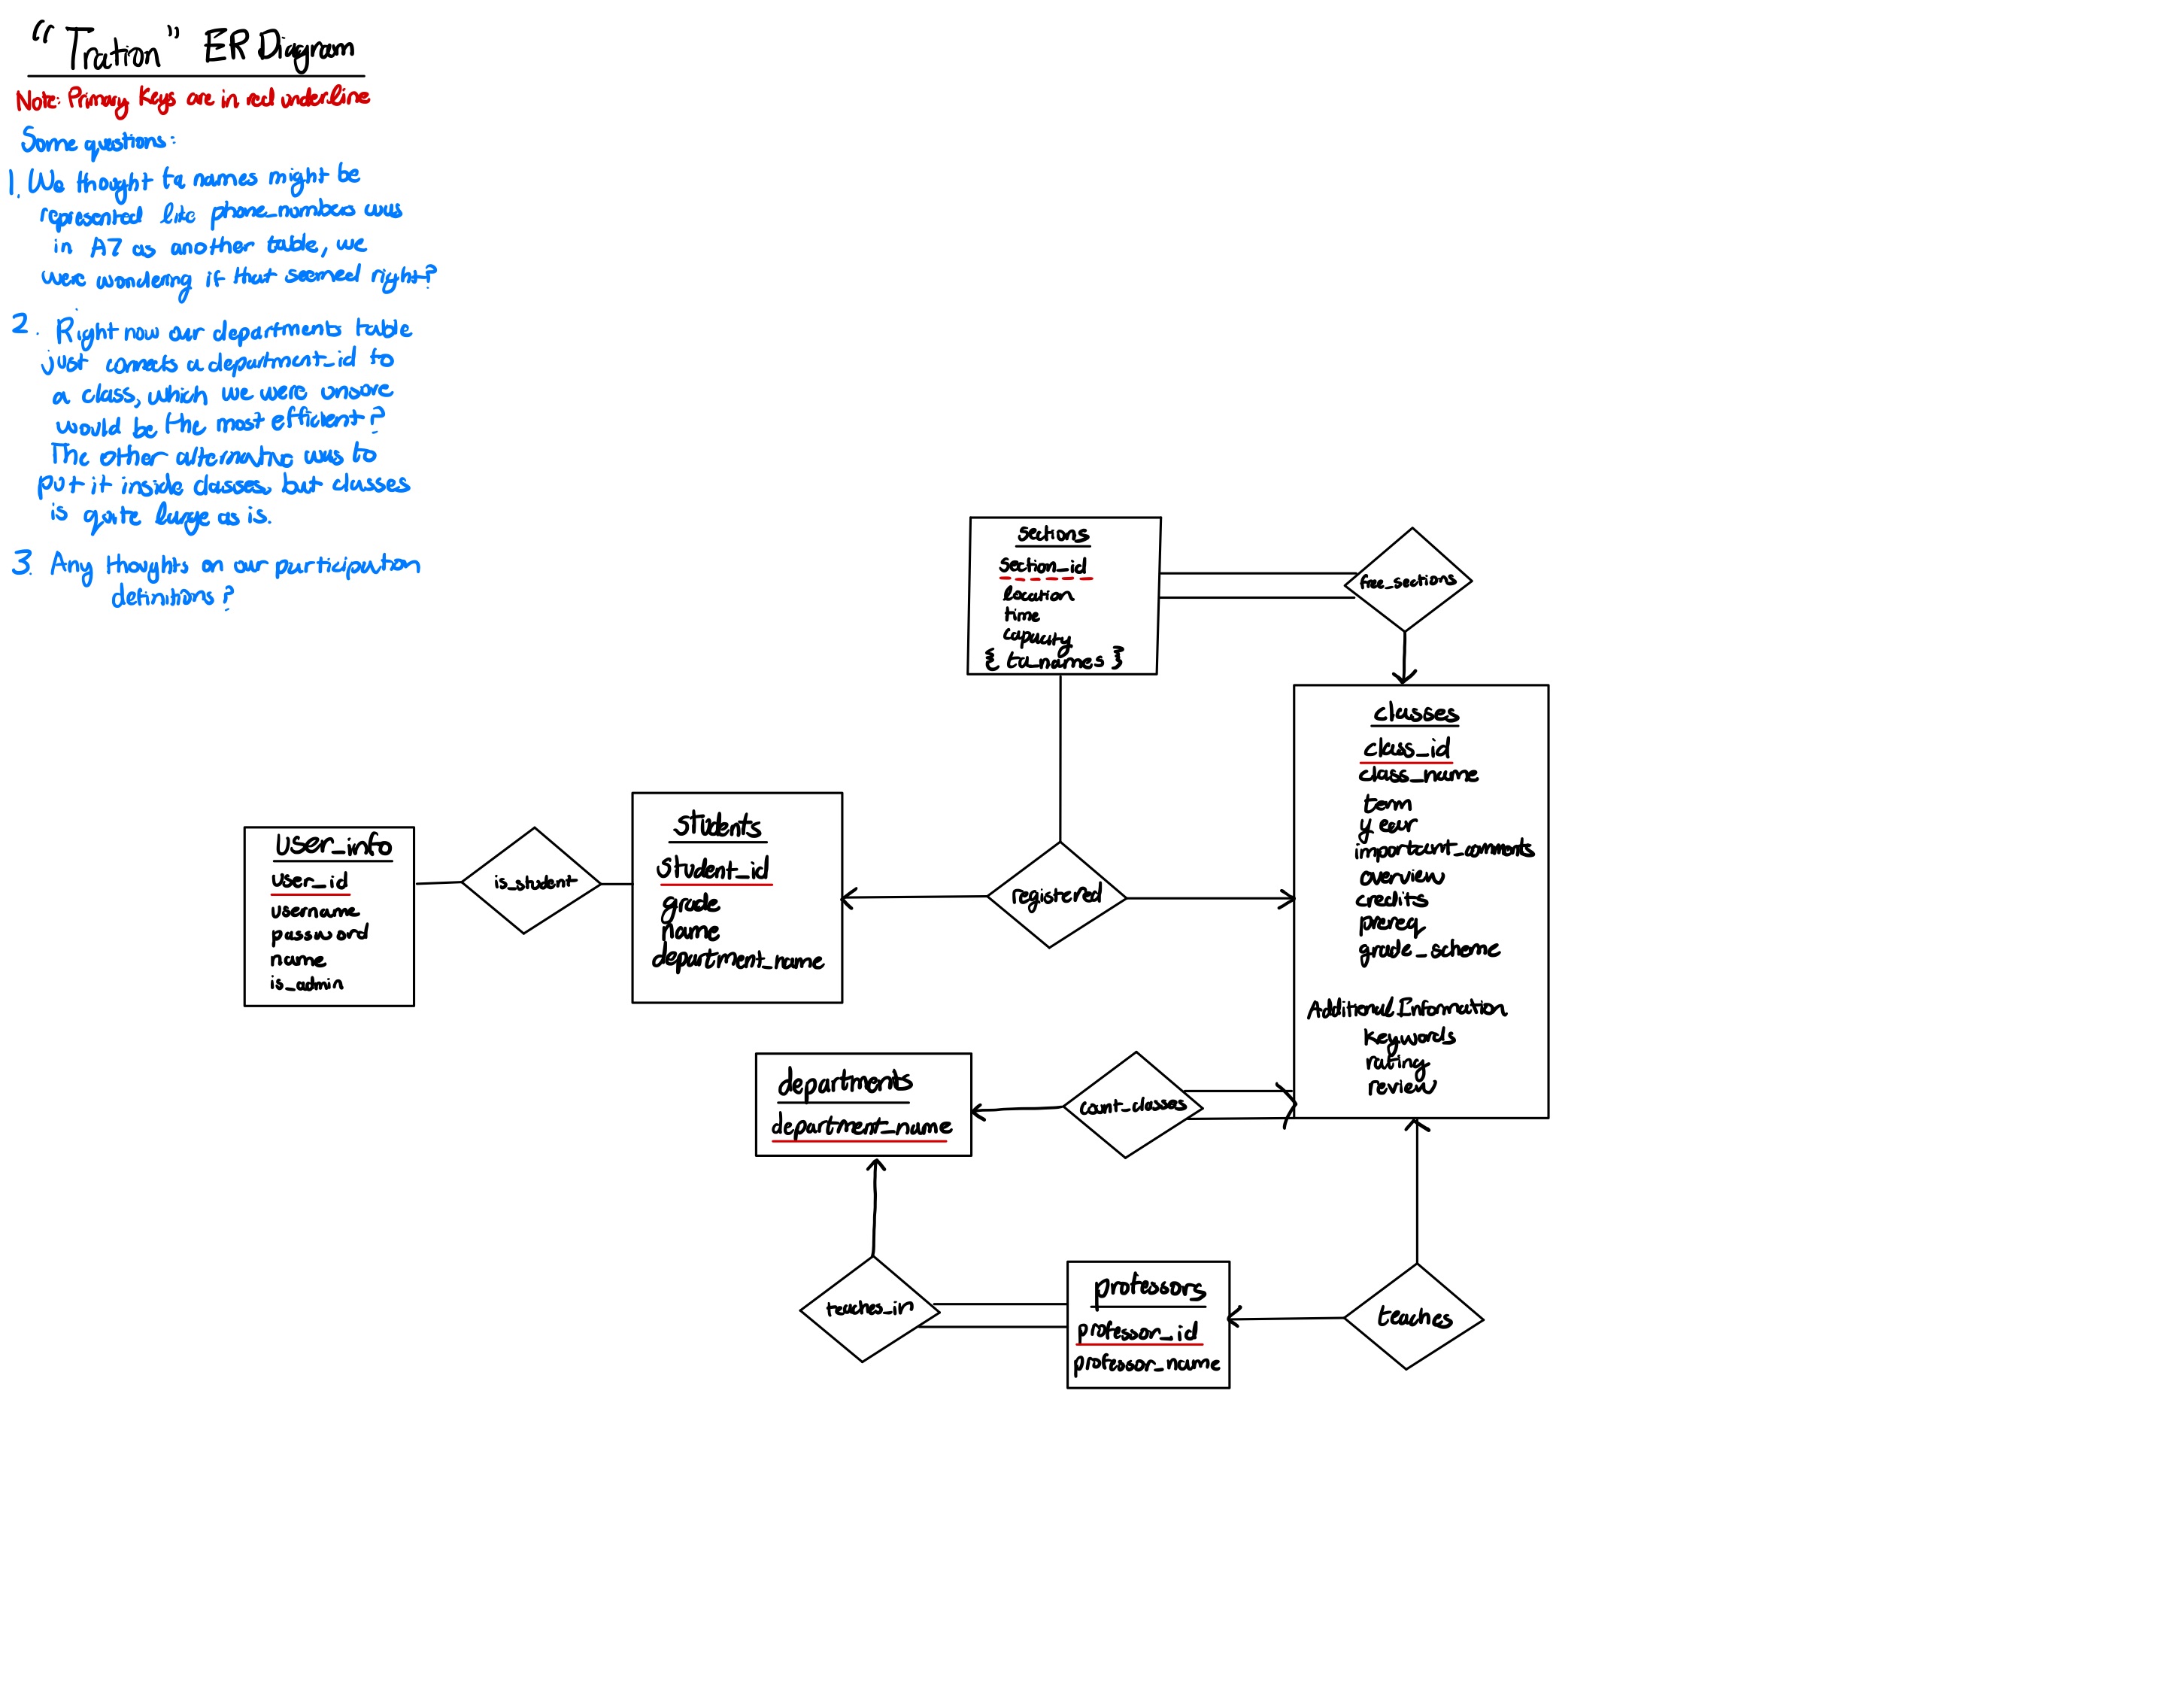 "Tration" ER Diagram
Note: Primary Keys are in red underline
Some questions:
1. We thought ta names might be
represented like phone_numbers was
in A7 as another table, we
were wondering if that seemed right?
2. Right now our departments table
just connects a department_id to
a class, which we were unsure
would be the most efficient?
The other alternative was to
put it inside classes, but classes
is quite large as is.
3. Any thoughts on our participation
definitions?
sections
section_id
location
time
capacity
{ ta_names }
free_sections
classes
class_id
class_name
term
year
important_comments
overview
credits
prereq
grade_scheme
Additional Information
keywords
rating
review
user_info
user_id
username
password
name
is_admin
is_student
students
student_id
grade
name
department_name
registered
departments
department_name
count_classes
teaches_in
professors
professor_id
professor_name
teaches